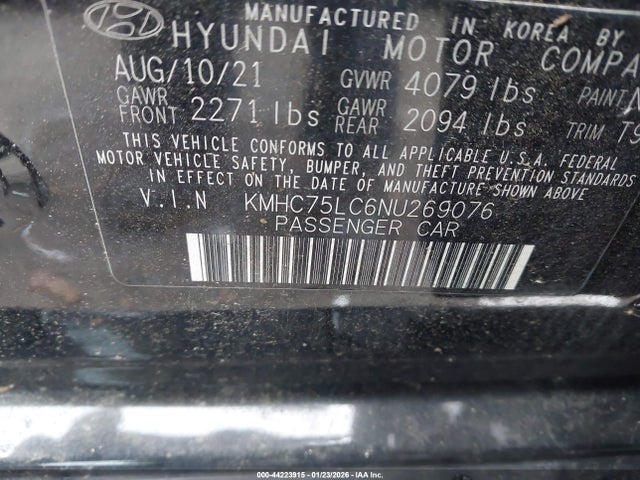 MANUFACTURED IN KOREA BY
HYUNDAI MOTOR
AUG/10/21 GVWR 4079 lbs PAINT
GAWR FRONT 2271 lbs GAWR REAR 2094 lbs TRIM
THIS VEHICLE CONFORMS TO ALL APPLICABLE U.S.A. FEDERAL
MOTOR VEHICLE SAFETY, BUMPER, AND THEFT PREVENTION STANDARDS
IN EFFECT ON THE DATE OF MANUFACTURE SHOWN ABOVE
V.I.N KMHC75LC6NU269076
PASSENGER CAR
000-44223915 - 01/23/2026 - IAA Inc.